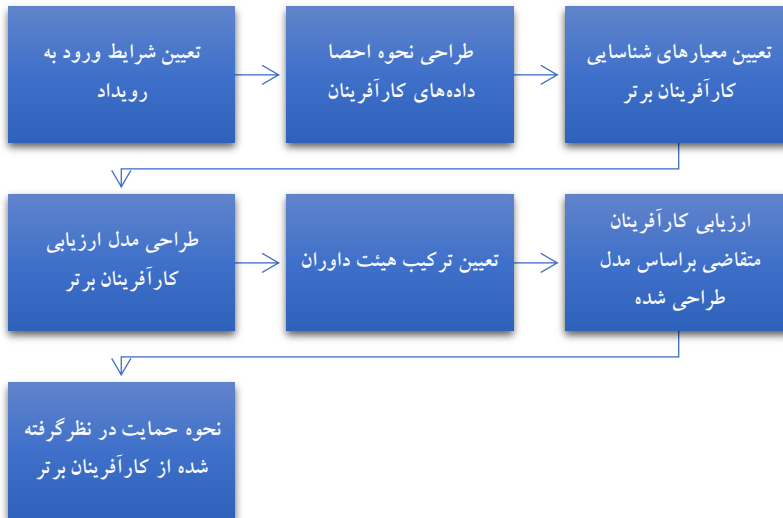 تعیین شرایط ورود به
رویداد
طراحی نحوه احصا
داده‌های کارآفرینان
تعیین معیارهای شناسایی
کارآفرینان برتر
طراحی مدل ارزیابی
کارآفرینان برتر
تعیین ترکیب هیئت داوران
ارزیابی کارآفرینان
متقاضی براساس مدل
طراحی شده
نحوه حمایت در نظرگرفته
شده از کارآفرینان برتر